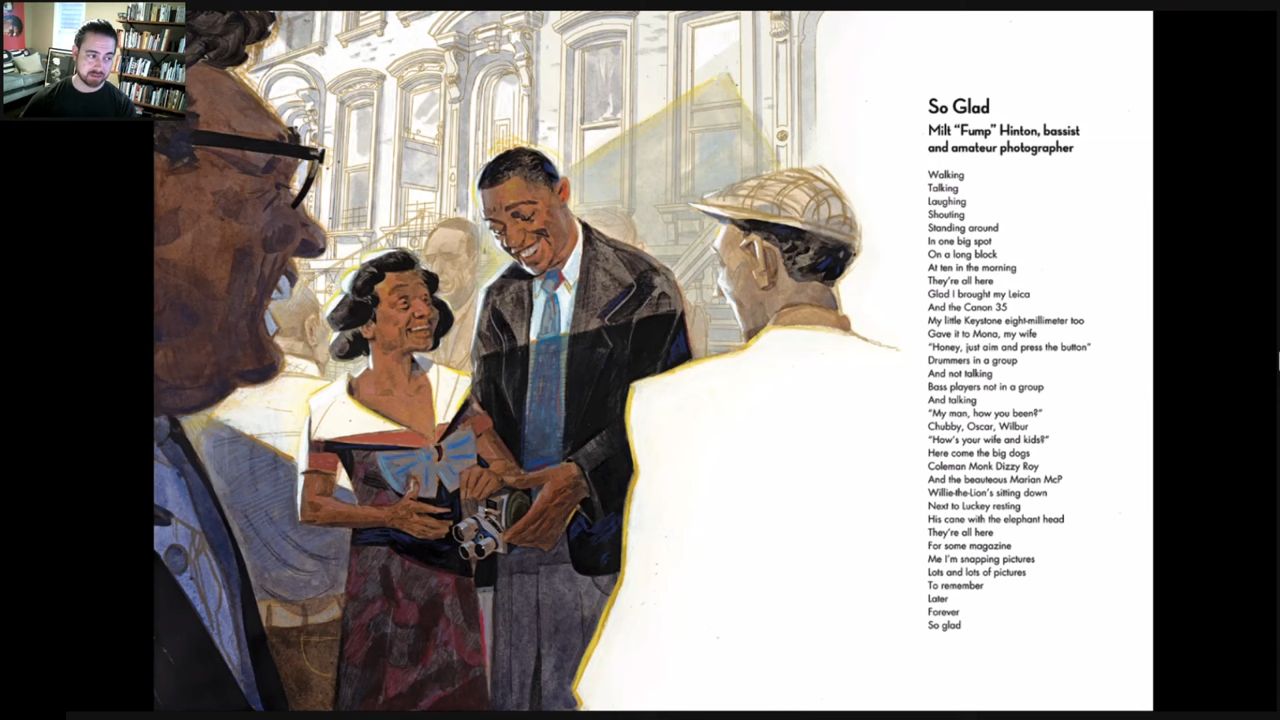 So Glad
Milt “Fump” Hinton, bassist
and amateur photographer
Walking
Talking
Laughing
Shouting
Standing around
In one big spot
On a long block
At ten in the morning
They’re all here
Glad I brought my Leica
And the Canon 35
My little Keystone eight-millimeter too
Gave it to Mona, my wife
“Honey, just aim and press the button”
Drummers in a group
And not talking
Bass players not in a group
And talking
“My man, how you been?”
Chubby, Oscar, Wilbur
“How’s your wife and kids?”
Here come the big dogs
Coleman Monk Dizzy Roy
And the beauteous Marian McP
Willie-the-Lion’s sitting down
Next to Luckey resting
His cane with the elephant head
They’re all here
For some magazine
Me I’m snapping pictures
Lots and lots of pictures
To remember
Later
Forever
So glad